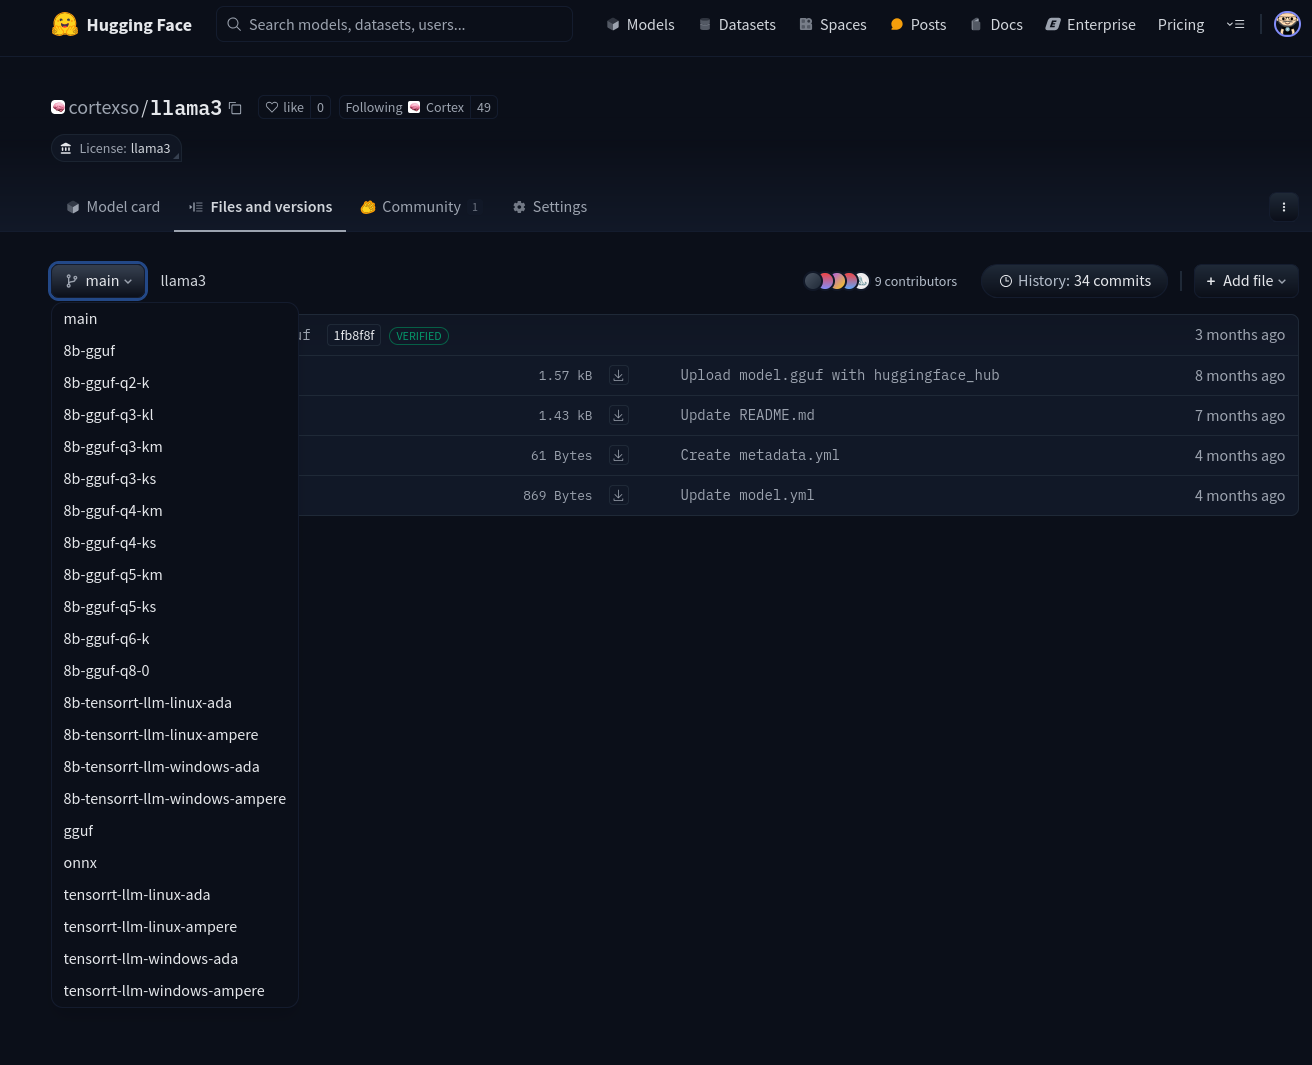 Hugging Face
Search models, datasets, users...
Models
Datasets
Spaces
Posts
Docs
Enterprise
Pricing
cortexso/llama3
like 0
Following Cortex 49
License: llama3
Model card
Files and versions
Community 1
Settings
main
llama3
9 contributors
History: 34 commits
+ Add file
main
8b-gguf
8b-gguf-q2-k
8b-gguf-q3-kl
8b-gguf-q3-km
8b-gguf-q3-ks
8b-gguf-q4-km
8b-gguf-q4-ks
8b-gguf-q5-km
8b-gguf-q5-ks
8b-gguf-q6-k
8b-gguf-q8-0
8b-tensorrt-llm-linux-ada
8b-tensorrt-llm-linux-ampere
8b-tensorrt-llm-windows-ada
8b-tensorrt-llm-windows-ampere
gguf
onnx
tensorrt-llm-linux-ada
tensorrt-llm-linux-ampere
tensorrt-llm-windows-ada
tensorrt-llm-windows-ampere
1fb8f8f VERIFIED 3 months ago
1.57 kB Upload model.gguf with huggingface_hub 8 months ago
1.43 kB Update README.md 7 months ago
61 Bytes Create metadata.yml 4 months ago
869 Bytes Update model.yml 4 months ago